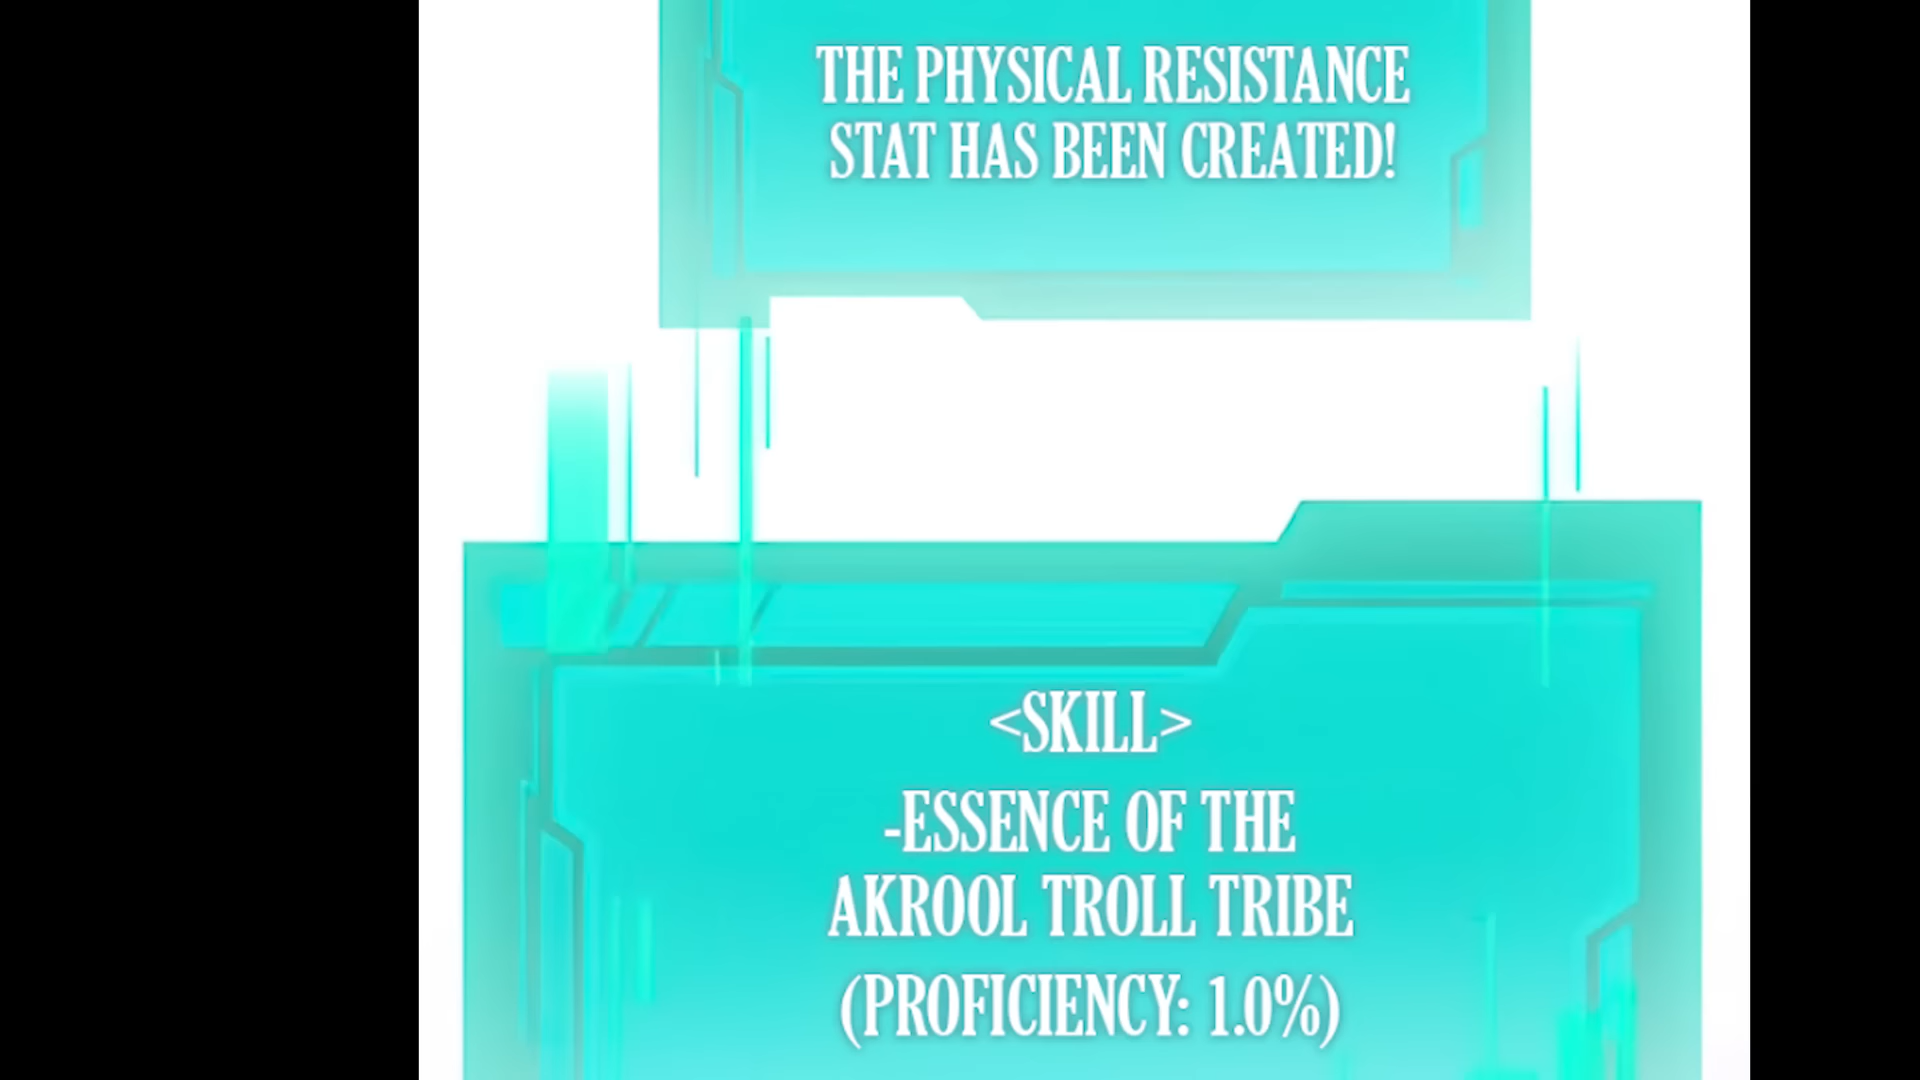 THE PHYSICAL RESISTANCE
STAT HAS BEEN CREATED!
<SKILL>
-ESSENCE OF THE
AKROOL TROLL TRIBE
(PROFICIENCY: 1.0%)